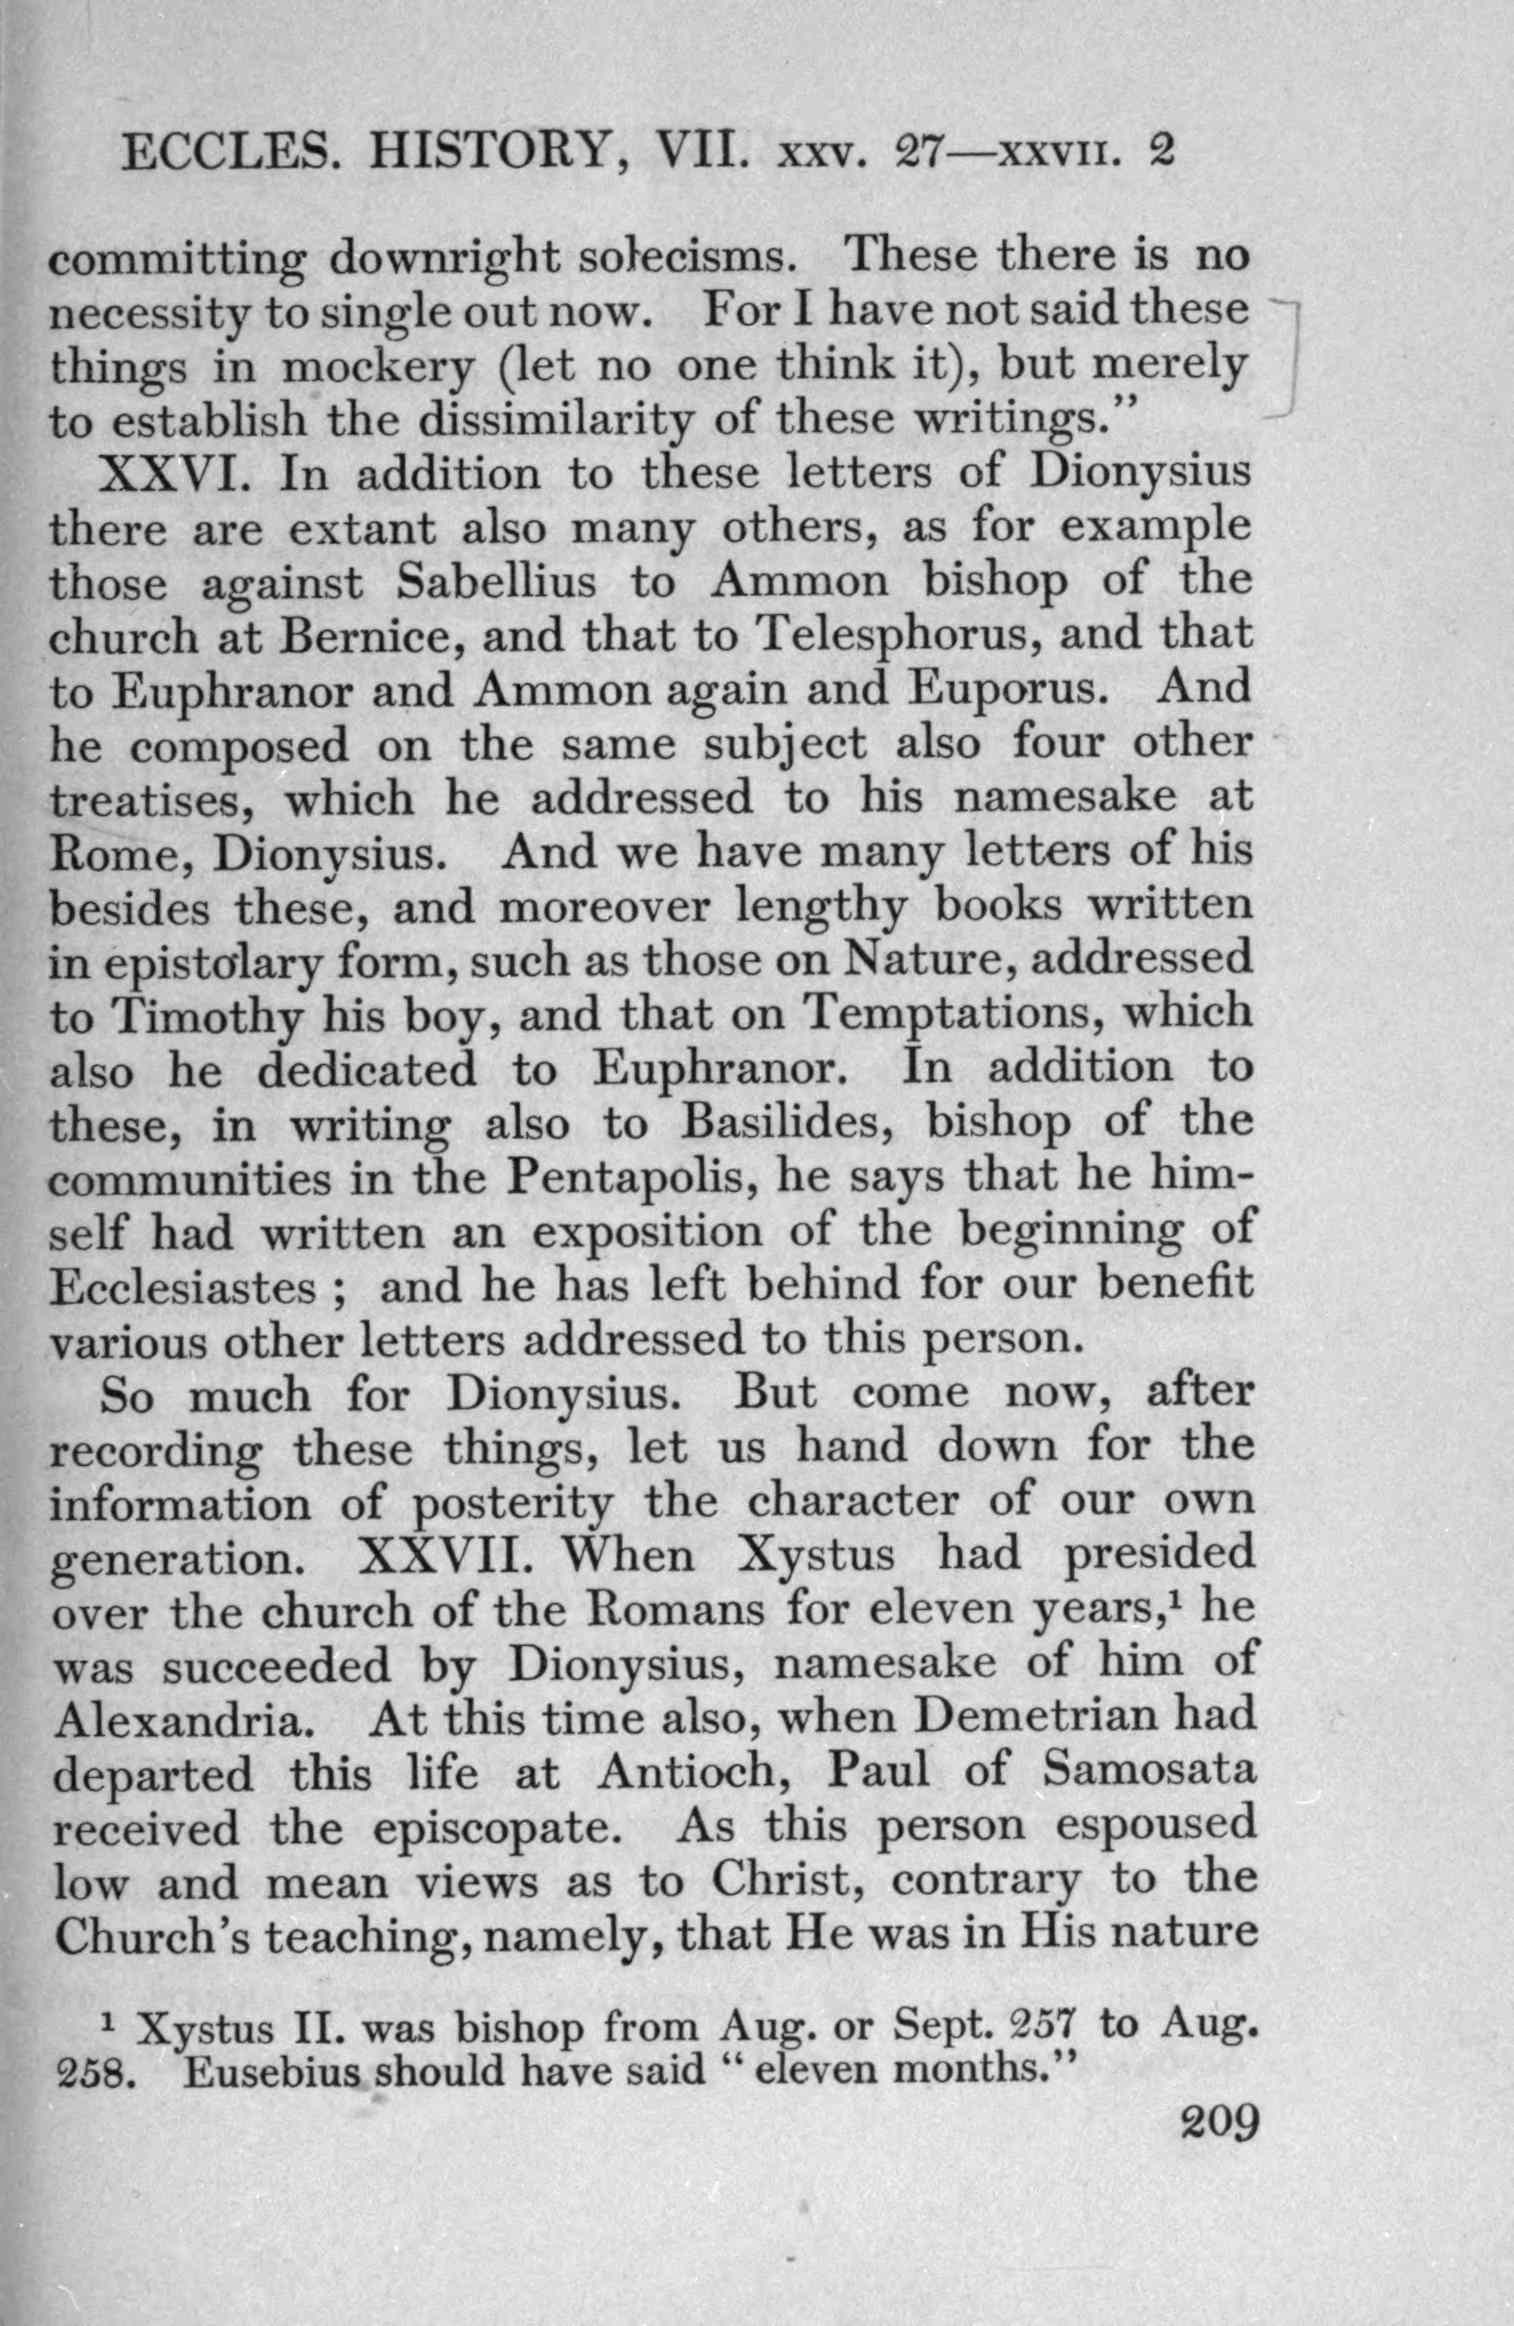 ECCLES. HISTORY, VII. xxv. 27—xxvii. 2
committing downright solecisms. These there is no
necessity to single out now. For I have not said these
things in mockery (let no one think it), but merely
to establish the dissimilarity of these writings."
XXVI. In addition to these letters of Dionysius
there are extant also many others, as for example
those against Sabellius to Ammon bishop of the
church at Bernice, and that to Telesphorus, and that
to Euphranor and Ammon again and Euporus. And
he composed on the same subject also four other
treatises, which he addressed to his namesake at
Rome, Dionysius. And we have many letters of his
besides these, and moreover lengthy books written
in epistolary form, such as those on Nature, addressed
to Timothy his boy, and that on Temptations, which
also he dedicated to Euphranor. In addition to
these, in writing also to Basilides, bishop of the
communities in the Pentapolis, he says that he him-
self had written an exposition of the beginning of
Ecclesiastes ; and he has left behind for our benefit
various other letters addressed to this person.
So much for Dionysius. But come now, after
recording these things, let us hand down for the
information of posterity the character of our own
generation. XXVII. When Xystus had presided
over the church of the Romans for eleven years,¹ he
was succeeded by Dionysius, namesake of him of
Alexandria. At this time also, when Demetrian had
departed this life at Antioch, Paul of Samosata
received the episcopate. As this person espoused
low and mean views as to Christ, contrary to the
Church's teaching, namely, that He was in His nature
¹ Xystus II. was bishop from Aug. or Sept. 257 to Aug.
258. Eusebius should have said " eleven months."
209